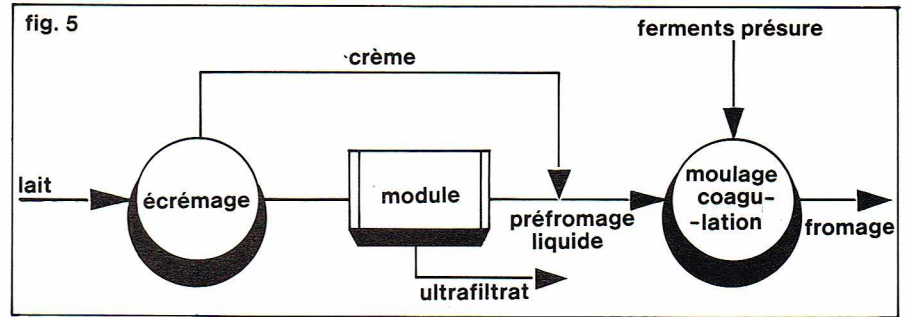 fig. 5
ferments présure
crème
lait
écrémage
module
préfromage
liquide
ultrafiltrat
moulage
coagu-
-lation
fromage